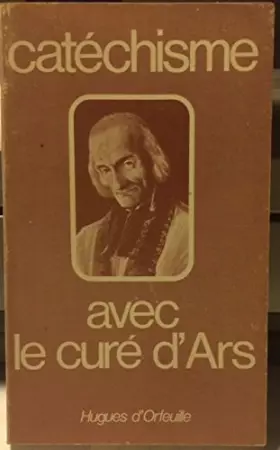 catéchisme
avec
le curé d'Ars
Hugues d'Orfeuille